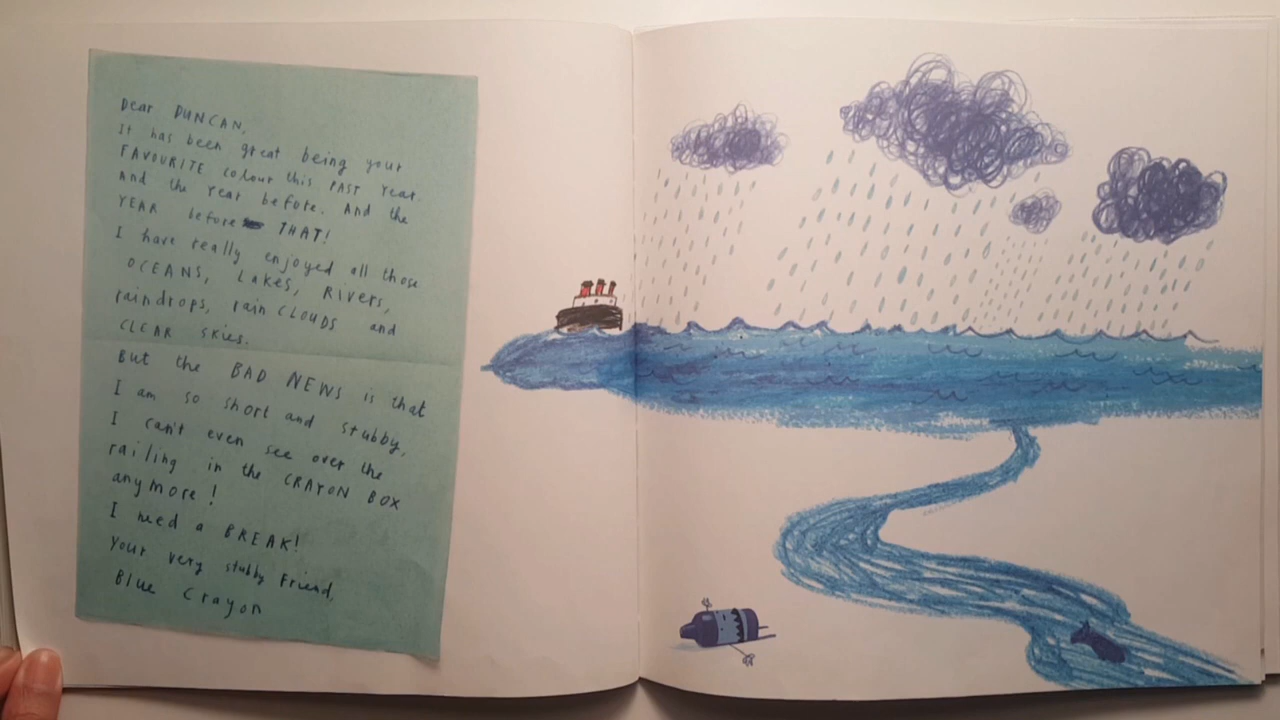 Dear DUNCAN,
It has been great being your
FAVOURITE colour this PAST year.
And the year before. And the
YEAR before THAT!
I have really enjoyed all those
OCEANS, Lakes, Rivers,
raindrops, rain CLOUDS and
CLEAR skies.
But the BAD NEWS is that
I am so short and stubby,
I can't even see over the
railing in the CRAYON BOX
anymore!
I need a BREAK!
Your very stubby friend,
Blue Crayon